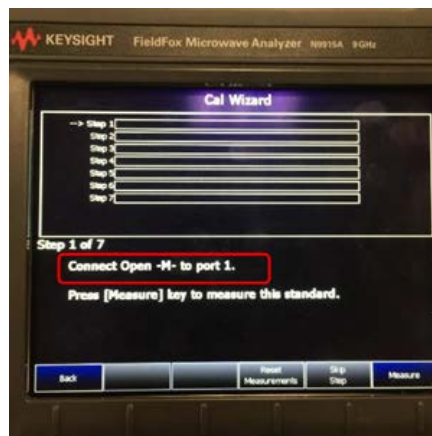 KEYSIGHT FieldFox Microwave Analyzer N9915A 9GHz
Cal Wizard
--> Step 1
Step 2
Step 3
Step 4
Step 5
Step 6
Step 7
Step 1 of 7
Connect Open -M- to port 1.
Press [Measure] key to measure this standard.
Back
Reset Measurements
Skip Step
Measure